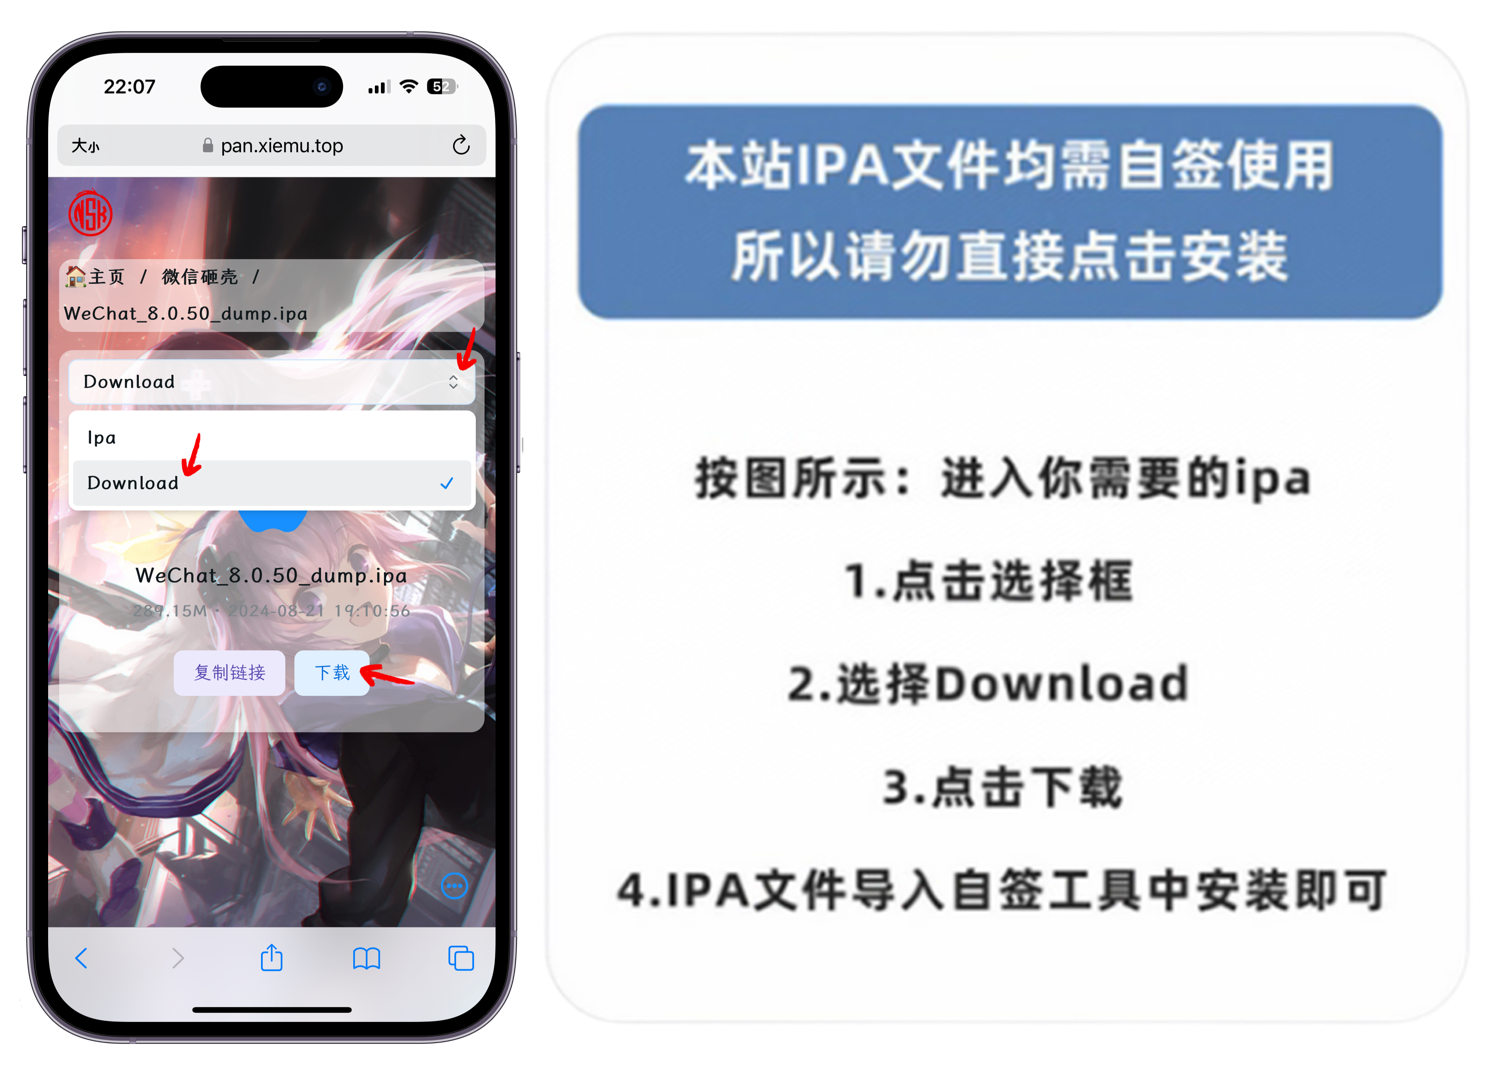 22:07
52
大小
pan.xiemu.top
NSK
主页 / 微信砸壳 /
WeChat_8.0.50_dump.ipa
Download
Ipa
Download
WeChat_8.0.50_dump.ipa
289.15M · 2024-08-21 19:10:56
复制链接
下载
本站IPA文件均需自签使用
所以请勿直接点击安装
按图所示：进入你需要的ipa
1.点击选择框
2.选择Download
3.点击下载
4.IPA文件导入自签工具中安装即可